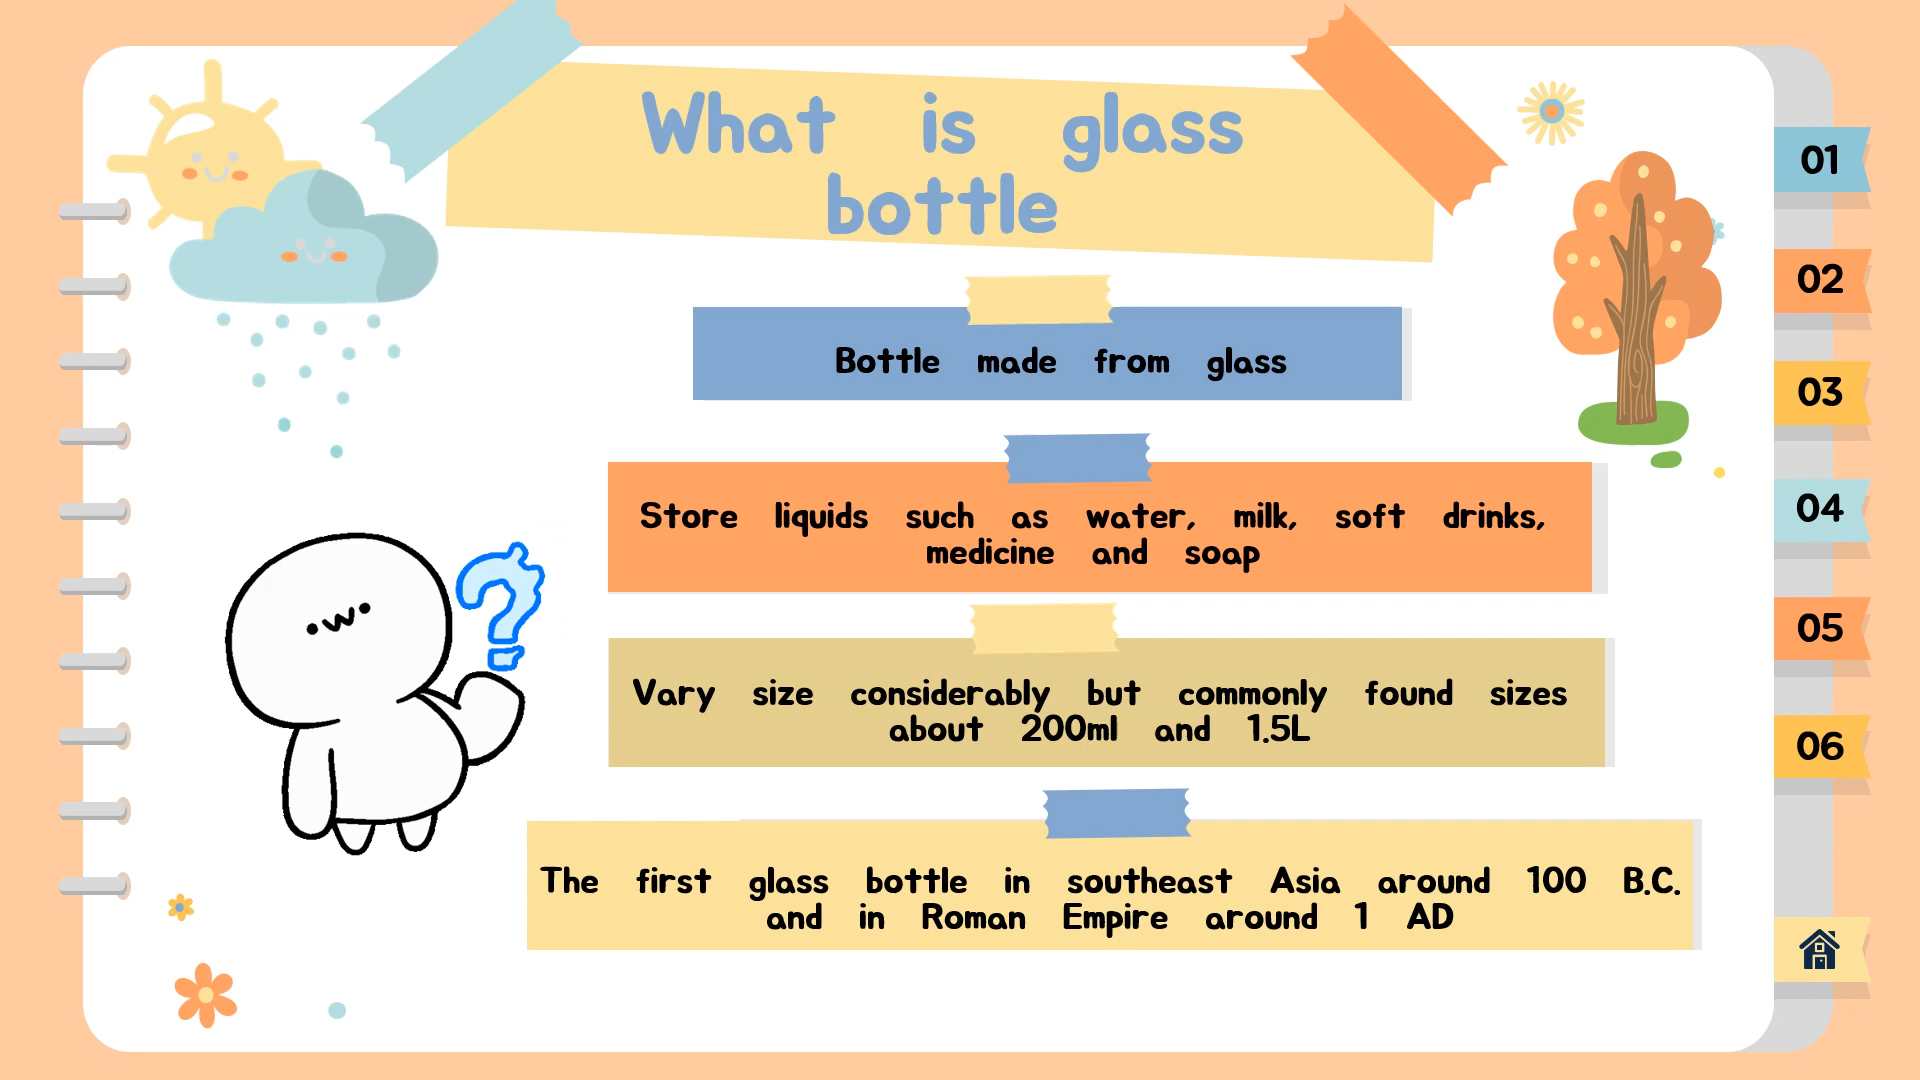 What is glass
bottle
Bottle made from glass
Store liquids such as water, milk, soft drinks,
medicine and soap
Vary size considerably but commonly found sizes
about 200ml and 1.5L
The first glass bottle in southeast Asia around 100 B.C.
and in Roman Empire around 1 AD
01
02
03
04
05
06
?